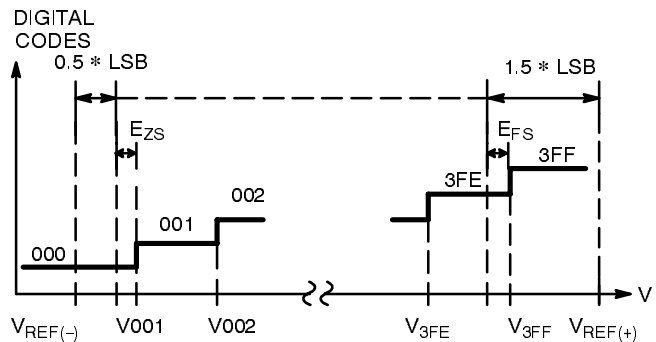 DIGITAL
CODES
0.5 * LSB
1.5 * LSB
EZS
EFS
3FF
3FE
002
001
000
V
VREF(–)
V001
V002
V3FE
V3FF
VREF(+)